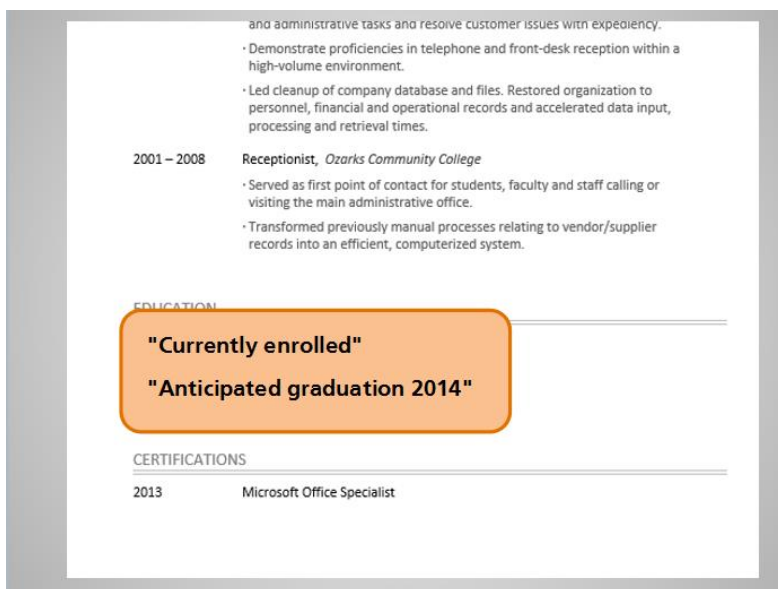 and administrative tasks and resolve customer issues with expediency.
· Demonstrate proficiencies in telephone and front-desk reception within a
high-volume environment.
· Led cleanup of company database and files. Restored organization to
personnel, financial and operational records and accelerated data input,
processing and retrieval times.
2001 – 2008 Receptionist, Ozarks Community College
· Served as first point of contact for students, faculty and staff calling or
visiting the main administrative office.
· Transformed previously manual processes relating to vendor/supplier
records into an efficient, computerized system.
EDUCATION
"Currently enrolled"
"Anticipated graduation 2014"
CERTIFICATIONS
2013 Microsoft Office Specialist